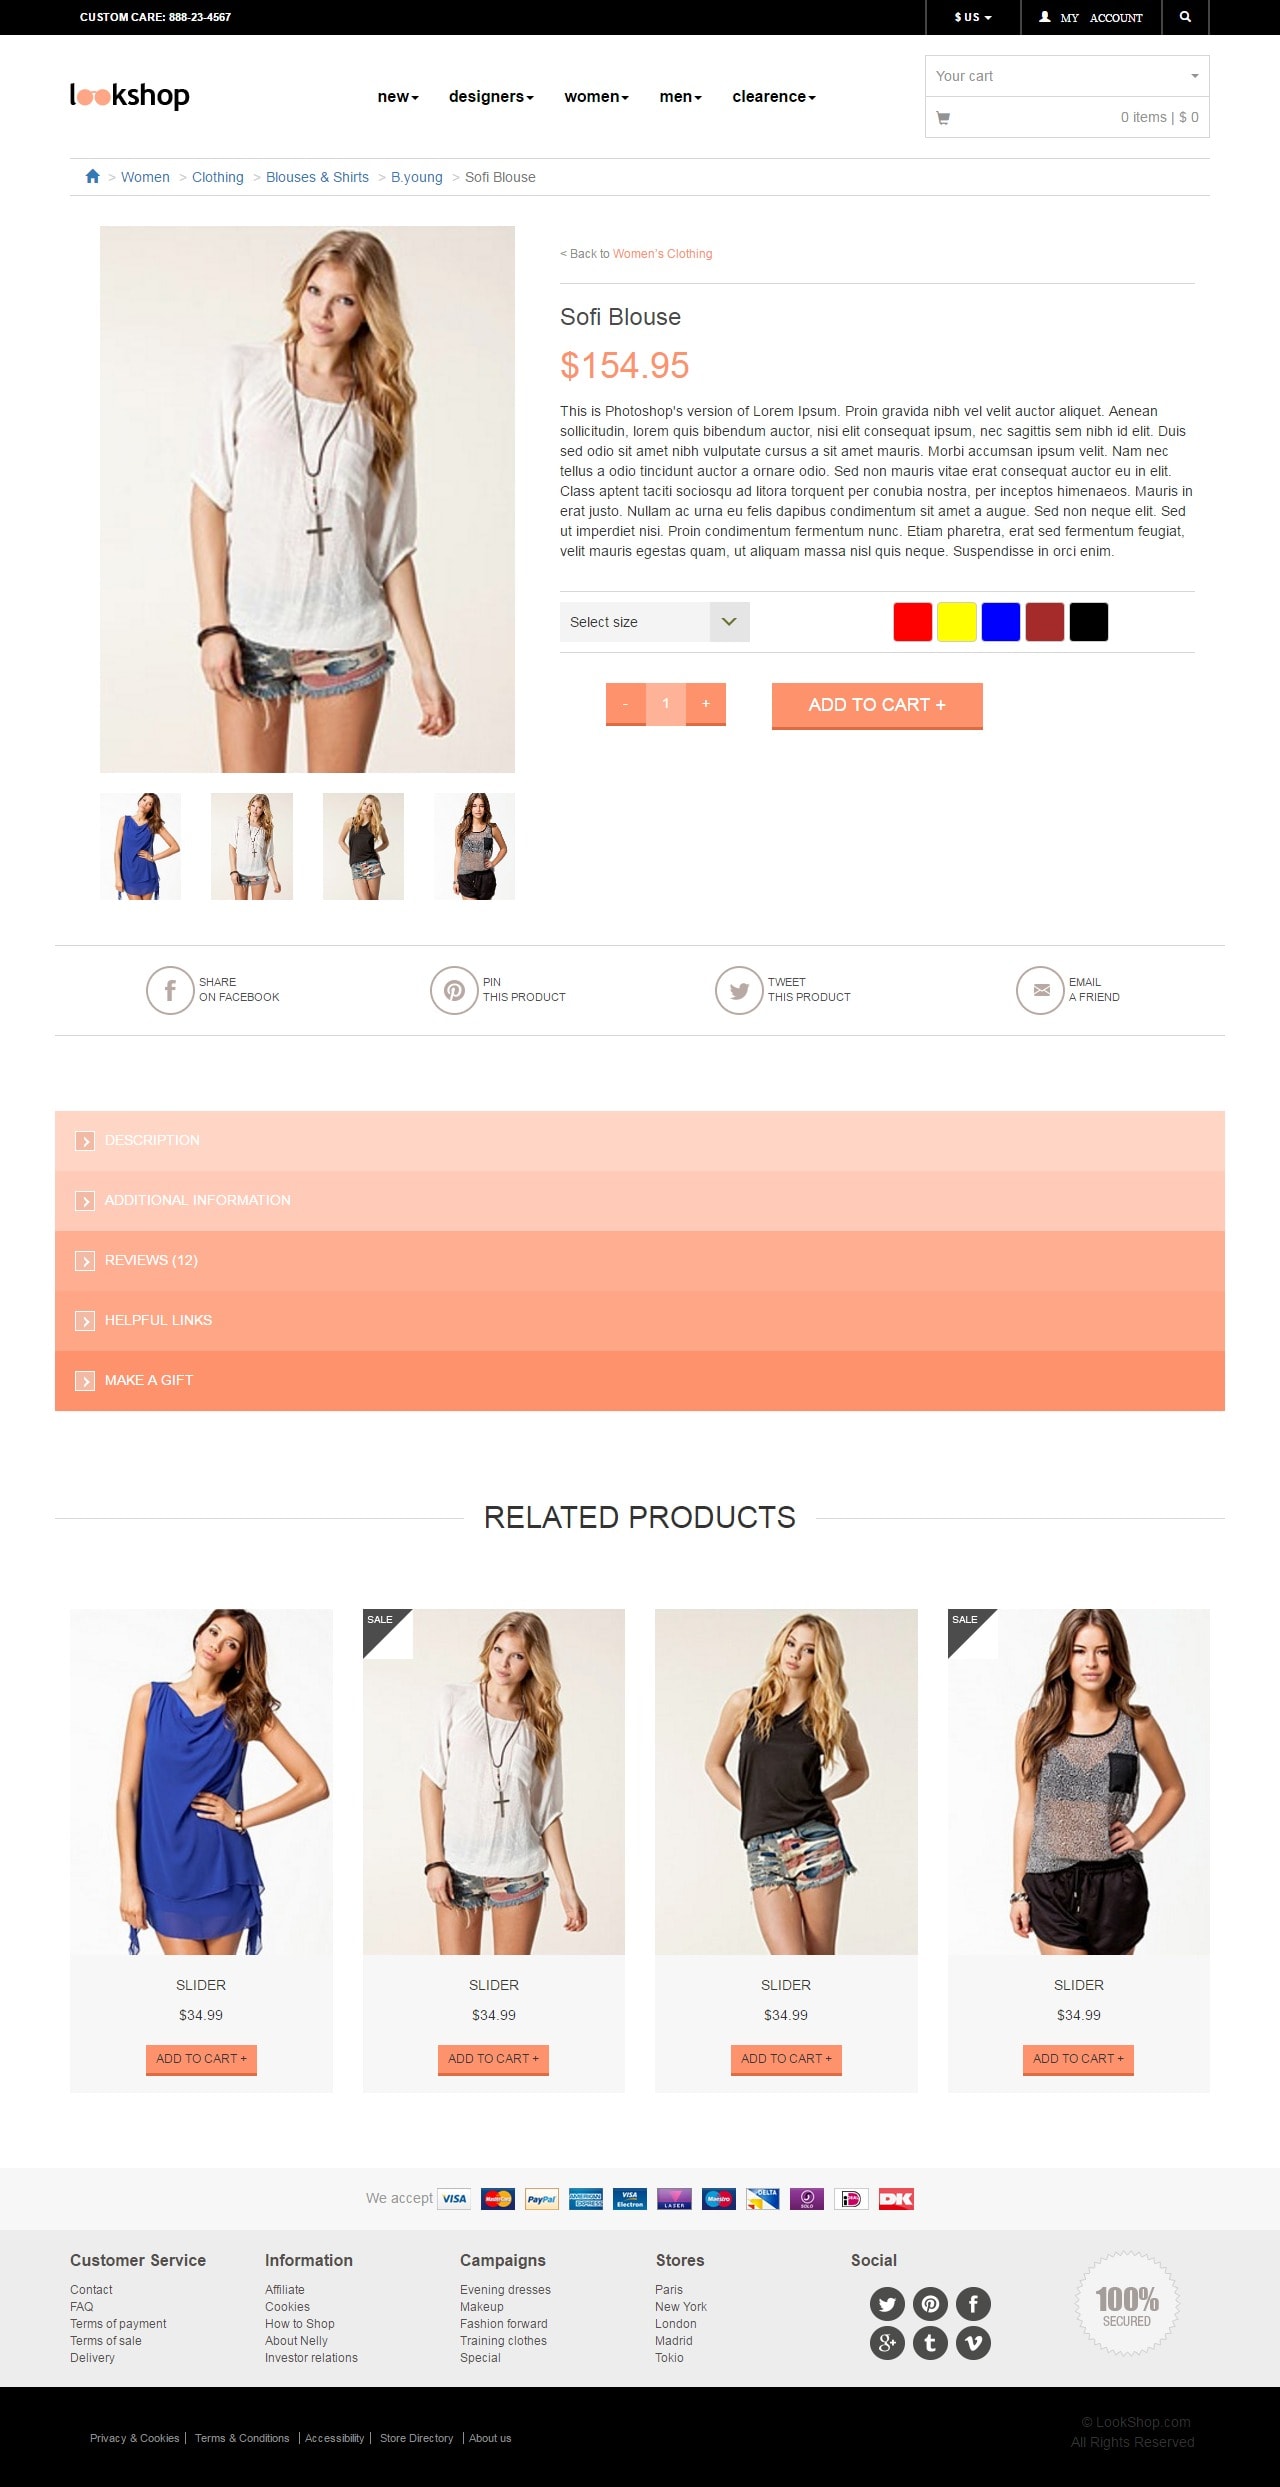 CUSTOM CARE: 888-23-4567
$ US
MY ACCOUNT
lookshop
new
designers
women
men
clearence
Your cart
0 items | $ 0
> Women > Clothing > Blouses & Shirts > B.young > Sofi Blouse
< Back to Women's Clothing
Sofi Blouse
$154.95
This is Photoshop's version of Lorem Ipsum. Proin gravida nibh vel velit auctor aliquet. Aenean
sollicitudin, lorem quis bibendum auctor, nisi elit consequat ipsum, nec sagittis sem nibh id elit. Duis
sed odio sit amet nibh vulputate cursus a sit amet mauris. Morbi accumsan ipsum velit. Nam nec
tellus a odio tincidunt auctor a ornare odio. Sed non mauris vitae erat consequat auctor eu in elit.
Class aptent taciti sociosqu ad litora torquent per conubia nostra, per inceptos himenaeos. Mauris in
erat justo. Nullam ac urna eu felis dapibus condimentum sit amet a augue. Sed non neque elit. Sed
ut imperdiet nisi. Proin condimentum fermentum nunc. Etiam pharetra, erat sed fermentum feugiat,
velit mauris egestas quam, ut aliquam massa nisl quis neque. Suspendisse in orci enim.
Select size
- 1 +
ADD TO CART +
SHARE
ON FACEBOOK
PIN
THIS PRODUCT
TWEET
THIS PRODUCT
EMAIL
A FRIEND
DESCRIPTION
ADDITIONAL INFORMATION
REVIEWS (12)
HELPFUL LINKS
MAKE A GIFT
RELATED PRODUCTS
SLIDER
$34.99
ADD TO CART +
SALE
SLIDER
$34.99
ADD TO CART +
SLIDER
$34.99
ADD TO CART +
SALE
SLIDER
$34.99
ADD TO CART +
We accept
VISA
MasterCard
PayPal
AMERICAN EXPRESS
VISA Electron
LASER
Maestro
DELTA
SOLO
iD
DK
Customer Service
Contact
FAQ
Terms of payment
Terms of sale
Delivery
Information
Affiliate
Cookies
How to Shop
About Nelly
Investor relations
Campaigns
Evening dresses
Makeup
Fashion forward
Training clothes
Special
Stores
Paris
New York
London
Madrid
Tokio
Social
100%
SECURED
Privacy & Cookies | Terms & Conditions | Accessibility | Store Directory | About us
© LookShop.com
All Rights Reserved